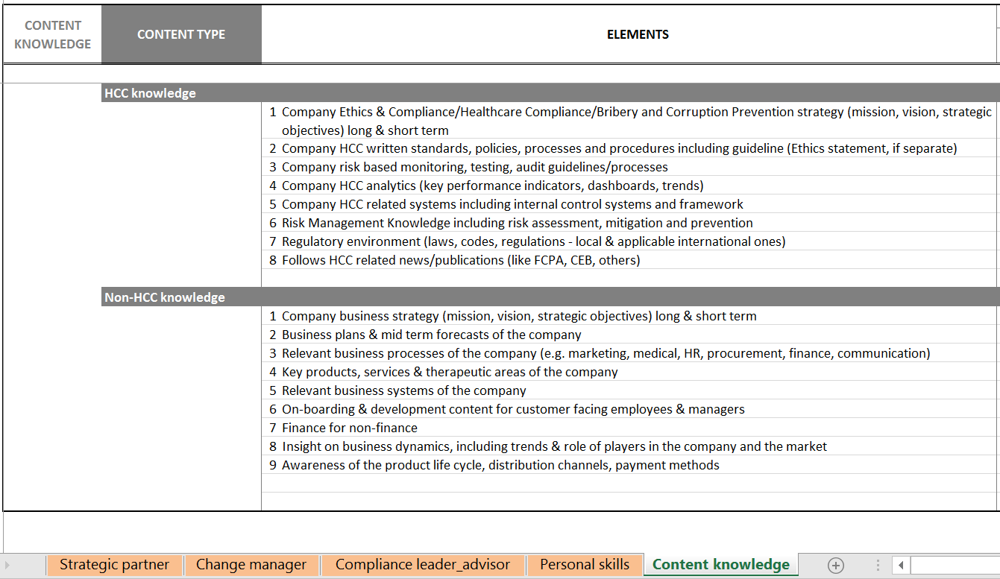 CONTENT
KNOWLEDGE
CONTENT TYPE
ELEMENTS
HCC knowledge
1 Company Ethics & Compliance/Healthcare Compliance/Bribery and Corruption Prevention strategy (mission, vision, strategic
objectives) long & short term
2 Company HCC written standards, policies, processes and procedures including guideline (Ethics statement, if separate)
3 Company risk based monitoring, testing, audit guidelines/processes
4 Company HCC analytics (key performance indicators, dashboards, trends)
5 Company HCC related systems including internal control systems and framework
6 Risk Management Knowledge including risk assessment, mitigation and prevention
7 Regulatory environment (laws, codes, regulations - local & applicable international ones)
8 Follows HCC related news/publications (like FCPA, CEB, others)
Non-HCC knowledge
1 Company business strategy (mission, vision, strategic objectives) long & short term
2 Business plans & mid term forecasts of the company
3 Relevant business processes of the company (e.g. marketing, medical, HR, procurement, finance, communication)
4 Key products, services & therapeutic areas of the company
5 Relevant business systems of the company
6 On-boarding & development content for customer facing employees & managers
7 Finance for non-finance
8 Insight on business dynamics, including trends & role of players in the company and the market
9 Awareness of the product life cycle, distribution channels, payment methods
Strategic partner Change manager Compliance leader_advisor Personal skills Content knowledge